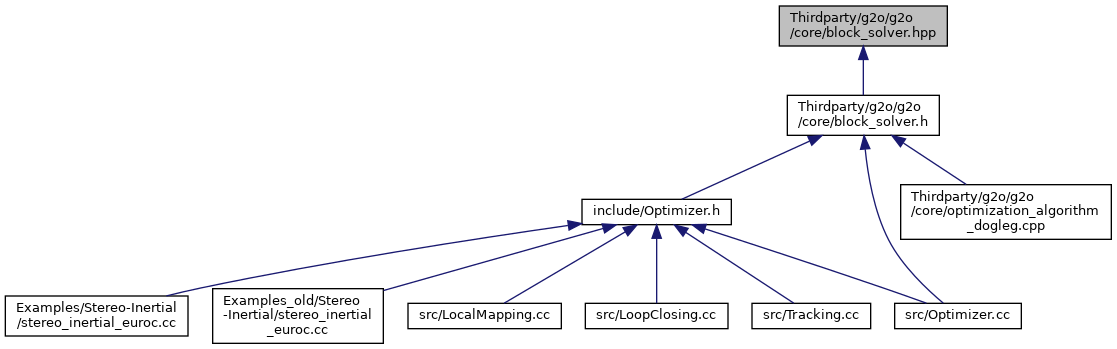 Thirdparty/g2o/g2o
/core/block_solver.hpp
Thirdparty/g2o/g2o
/core/block_solver.h
Thirdparty/g2o/g2o
/core/optimization_algorithm
_dogleg.cpp
include/Optimizer.h
Examples/Stereo-Inertial
/stereo_inertial_euroc.cc
Examples_old/Stereo
-Inertial/stereo_inertial
_euroc.cc
src/LocalMapping.cc
src/LoopClosing.cc
src/Tracking.cc
src/Optimizer.cc